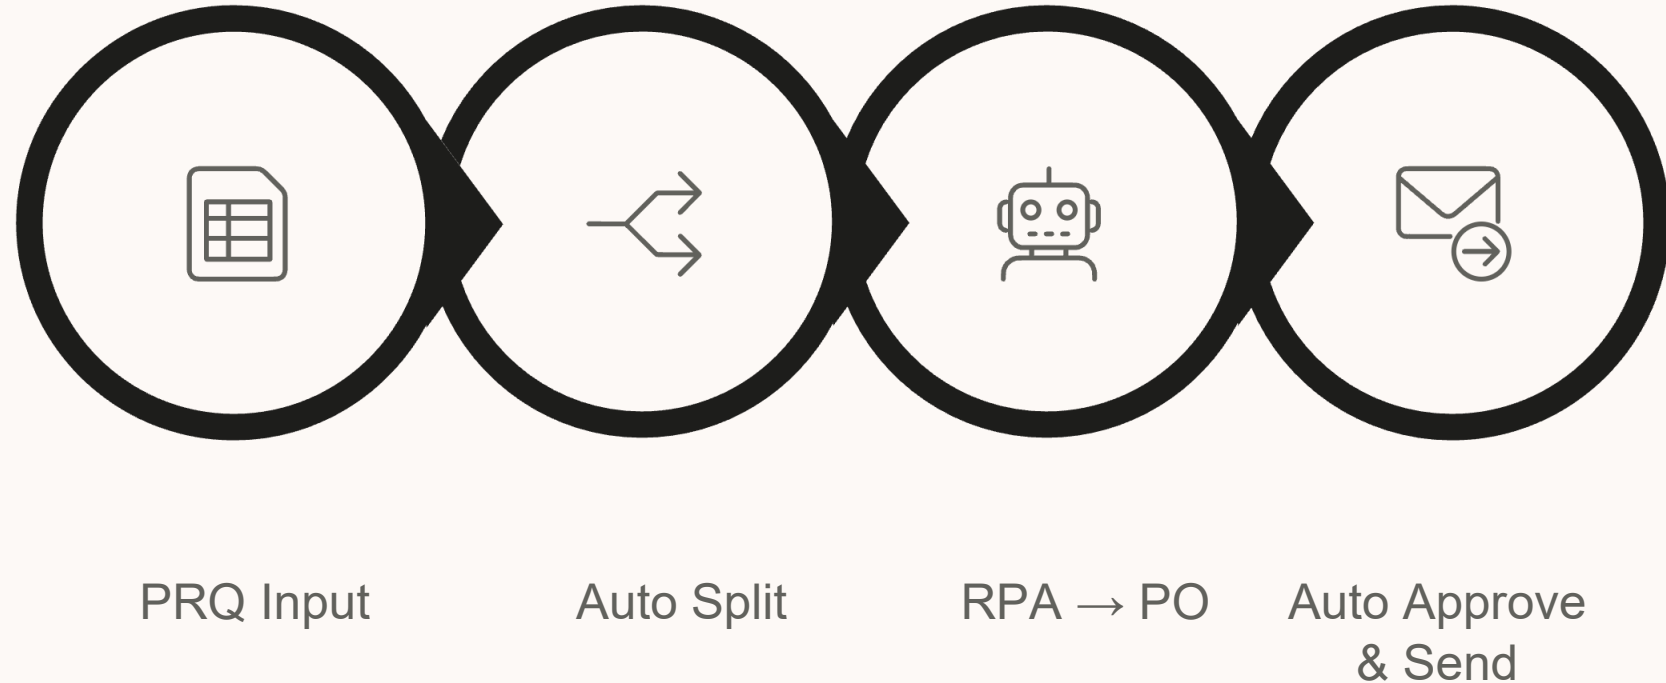 PRQ Input
Auto Split
RPA → PO
Auto Approve
& Send